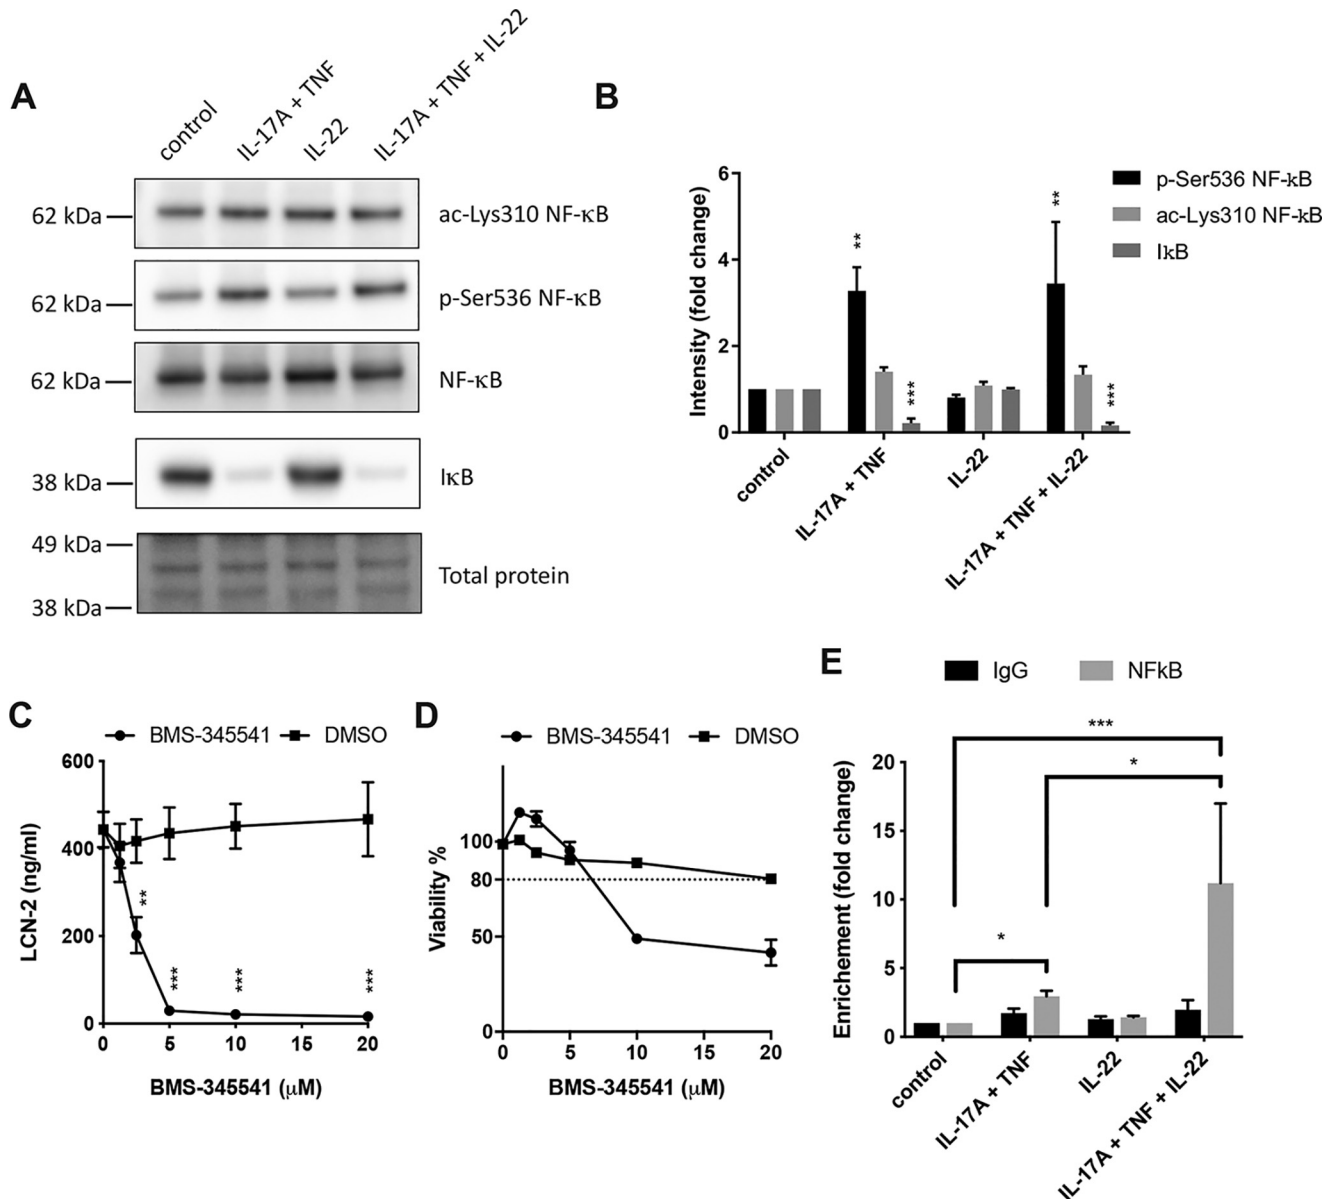 A
control
IL-17A + TNF
IL-22
IL-17A + TNF + IL-22
62 kDa
ac-Lys310 NF-κB
62 kDa
p-Ser536 NF-κB
62 kDa
NF-κB
38 kDa
IκB
49 kDa
Total protein
38 kDa
B
p-Ser536 NF-kB
ac-Lys310 NF-kB
IkB
Intensity (fold change)
6
4
2
0
**
***
**
***
control
IL-17A + TNF
IL-22
IL-17A + TNF + IL-22
C
BMS-345541
DMSO
LCN-2 (ng/ml)
600
400
200
0
**
***
***
***
0
5
10
15
20
BMS-345541 (μM)
D
BMS-345541
DMSO
Viability %
100
80
50
0
0
5
10
15
20
BMS-345541 (μM)
E
IgG
NFkB
Enrichement (fold change)
20
15
10
5
0
***
*
*
control
IL-17A + TNF
IL-22
IL-17A + TNF + IL-22